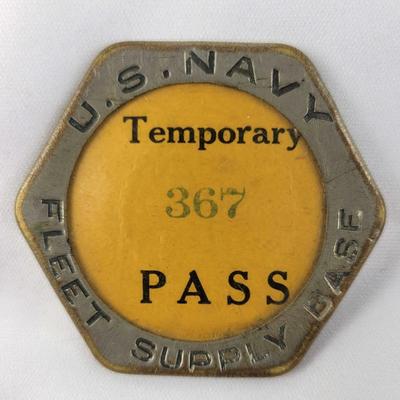 U.S. NAVY
Temporary
367
PASS
FLEET SUPPLY BASE